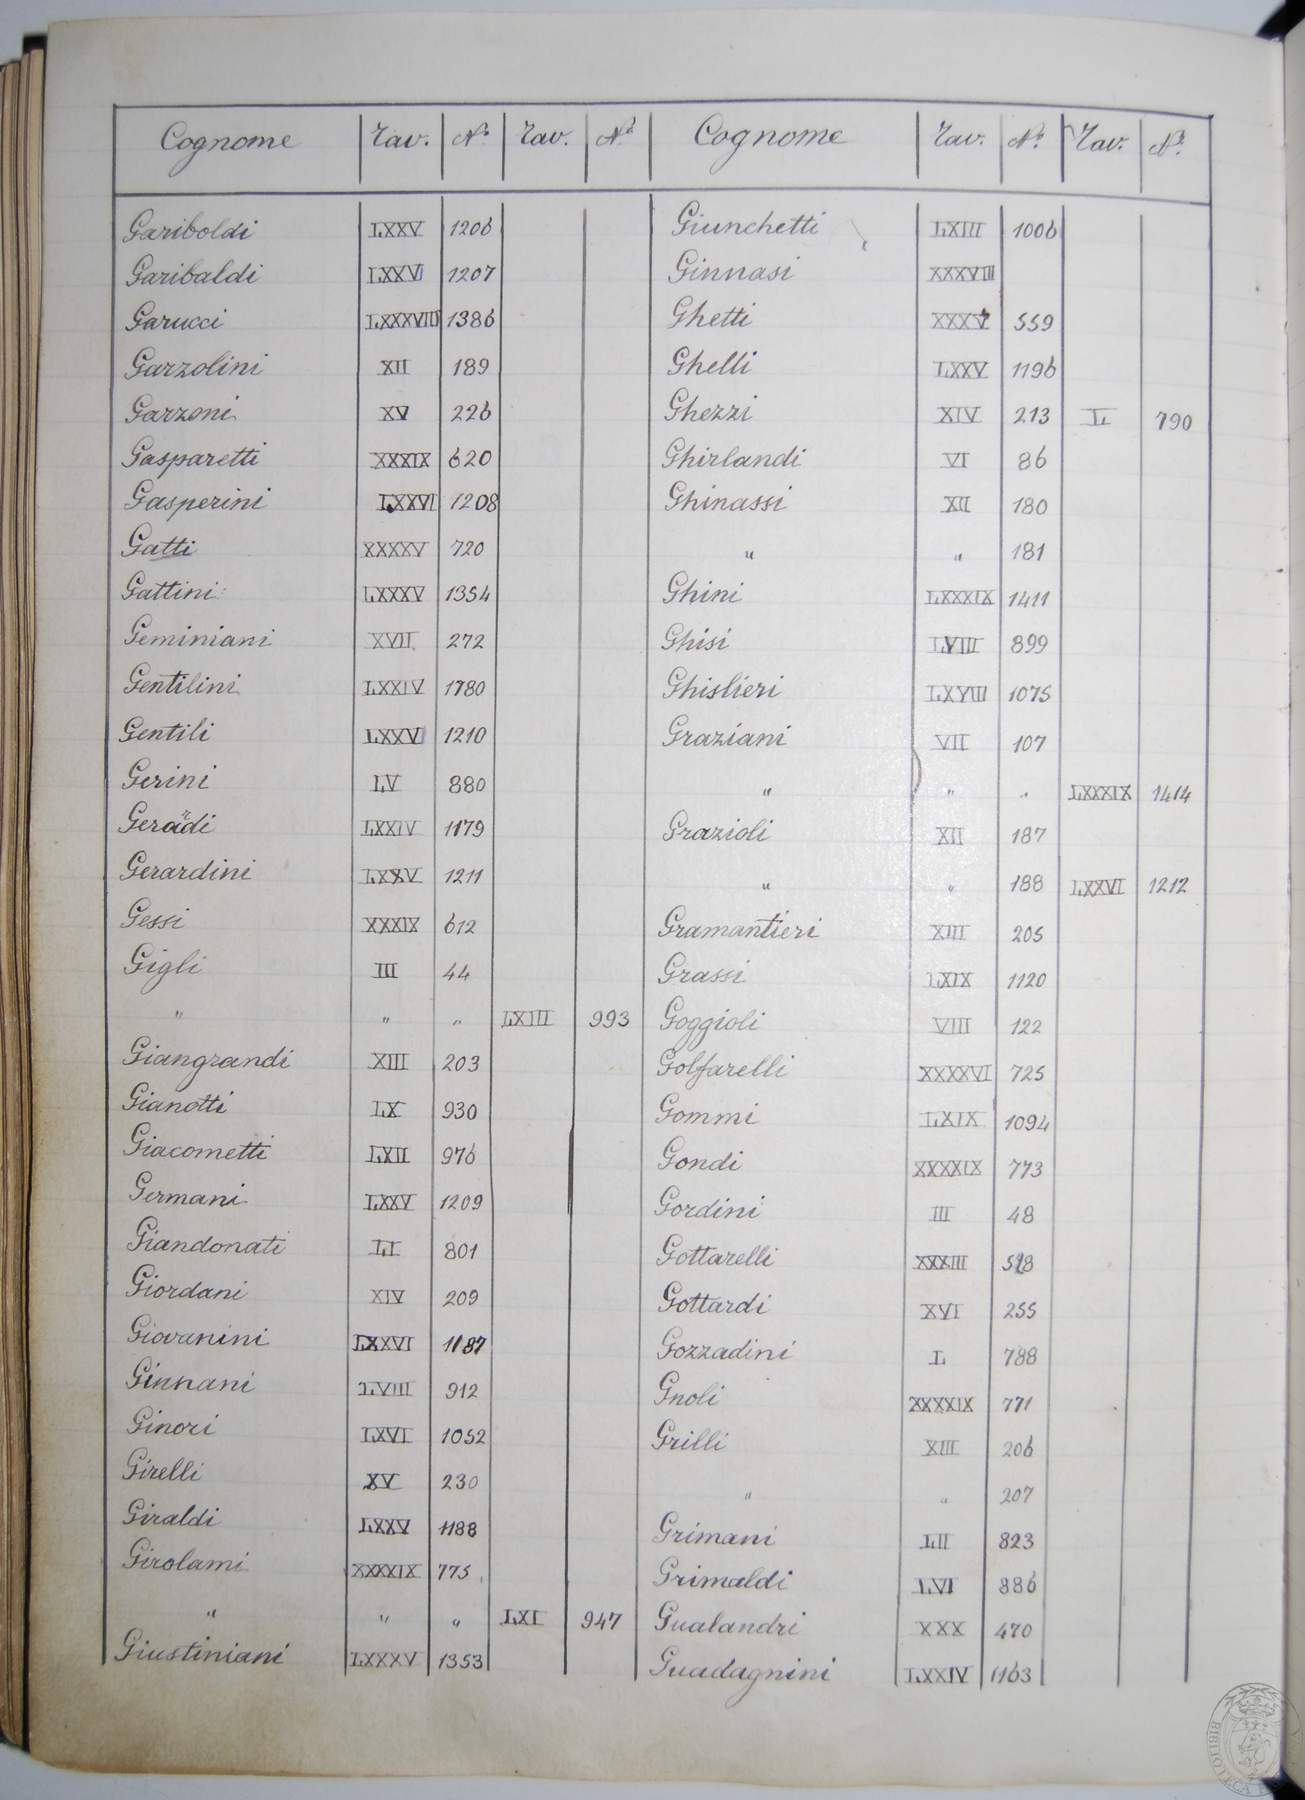 Cognome Tav. Nº Tav. Nº
Gariboldi LXXV 1206
Garibaldi LXXVI 1207
Garucci LXXXVIII 1386
Garzolini XII 189
Garzoni XV 226
Gasparetti XXXIX 620
Gasperini LXXVI 1208
Gatti XXXXV 720
Gattini LXXXV 1354
Geminiani XVII 272
Gentilini LXXIV 1780
Gentili LXXVI 1210
Gerini LV 880
Gerardi LXXIV 1179
Gerardini LXXV 1211
Gessi XXXIX 612
Gigli III 44
" " " LXIII 993
Giangrandi XIII 203
Gianotti LX 930
Giacometti LXII 976
Germani LXXV 1209
Giandonati LI 801
Giordani XIV 209
Giovanini LXXVI 1187
Ginnani LVIII 912
Ginori LXVI 1052
Girelli XV 230
Giraldi LXXV 1188
Girolami XXXXIX 775
" " " LXI 947
Giustiniani LXXXV 1353
Cognome Tav. Nº Tav. Nº
Giunchetti LXIII 1006
Ginnasi XXXVIII
Ghetti XXXV 559
Ghelli LXXV 1196
Ghezzi XIV 213 L 790
Ghirlandi VI 86
Ghinassi XII 180
" " 181
Ghini LXXXIX 1411
Ghisi LVIII 899
Ghislieri LXVIII 1075
Graziani VII 107
" " " LXXXIX 1414
Grazioli XII 187
" " 188 LXXVI 1212
Gramantieri XIII 205
Grassi LXIX 1120
Goggioli VIII 122
Golfarelli XXXXVI 725
Gommi LXIX 1094
Gondi XXXXIX 773
Gordini III 48
Gottarelli XXXIII
Gottardi XVI 255
Gozzadini L 788
Gnoli XXXXIX 771
Grilli XIII 206
" " 207
Grimani LII 823
Grimaldi LVI 886
Gualandri XXX 470
Guadagnini LXXIV 1163
BIBLIOTECA